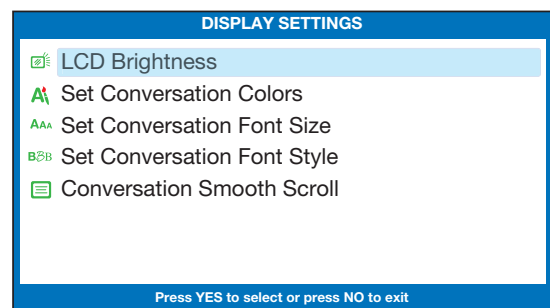 DISPLAY SETTINGS
LCD Brightness
Set Conversation Colors
Set Conversation Font Size
Set Conversation Font Style
Conversation Smooth Scroll
Press YES to select or press NO to exit